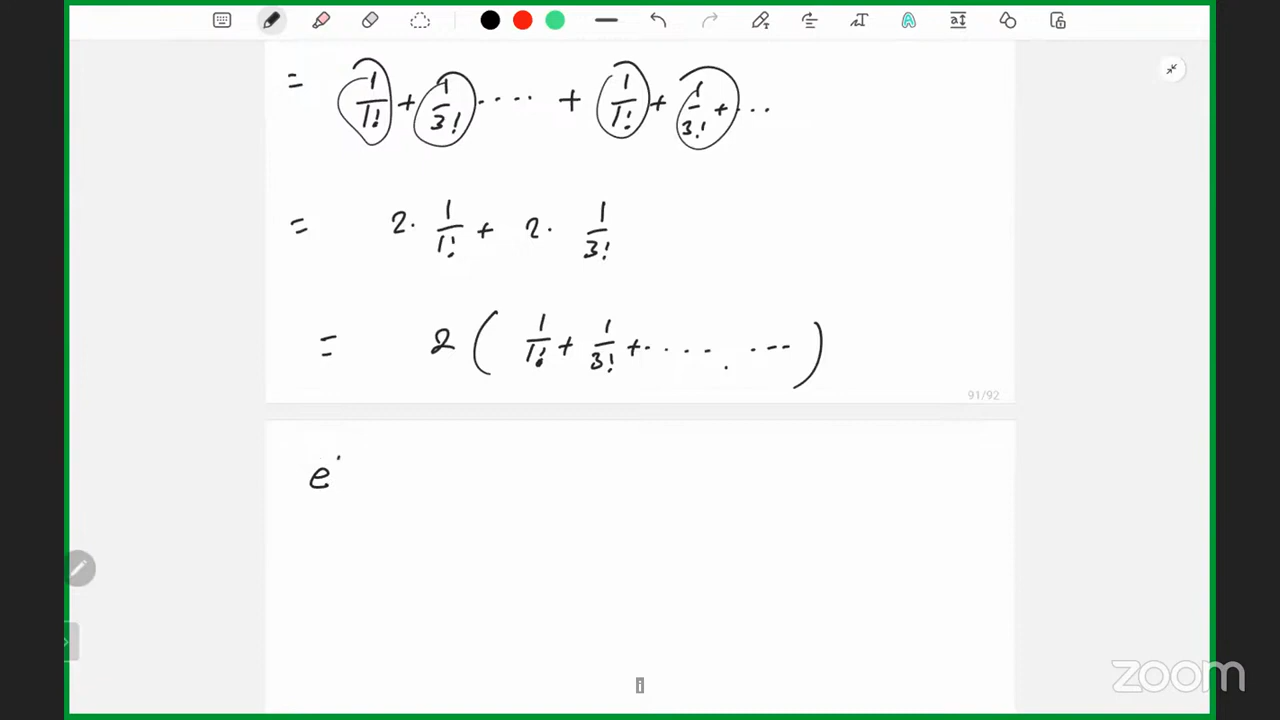 = 1/1! + 1/3! ..... + 1/1! + 1/3! + ...
= 2. 1/1! + 2. 1/3!
= 2 ( 1/1! + 1/3! + ........ )
91/92
e
zoom